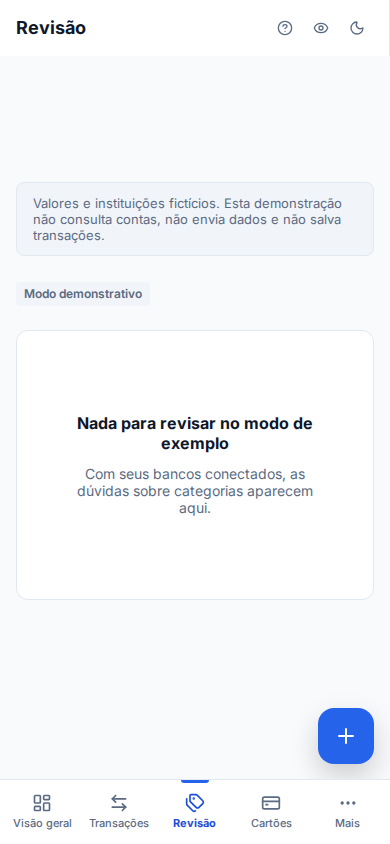 Revisão
Valores e instituições fictícios. Esta demonstração
não consulta contas, não envia dados e não salva
transações.
Modo demonstrativo
Nada para revisar no modo de
exemplo
Com seus bancos conectados, as
dúvidas sobre categorias aparecem
aqui.
Visão geral
Transações
Revisão
Cartões
Mais